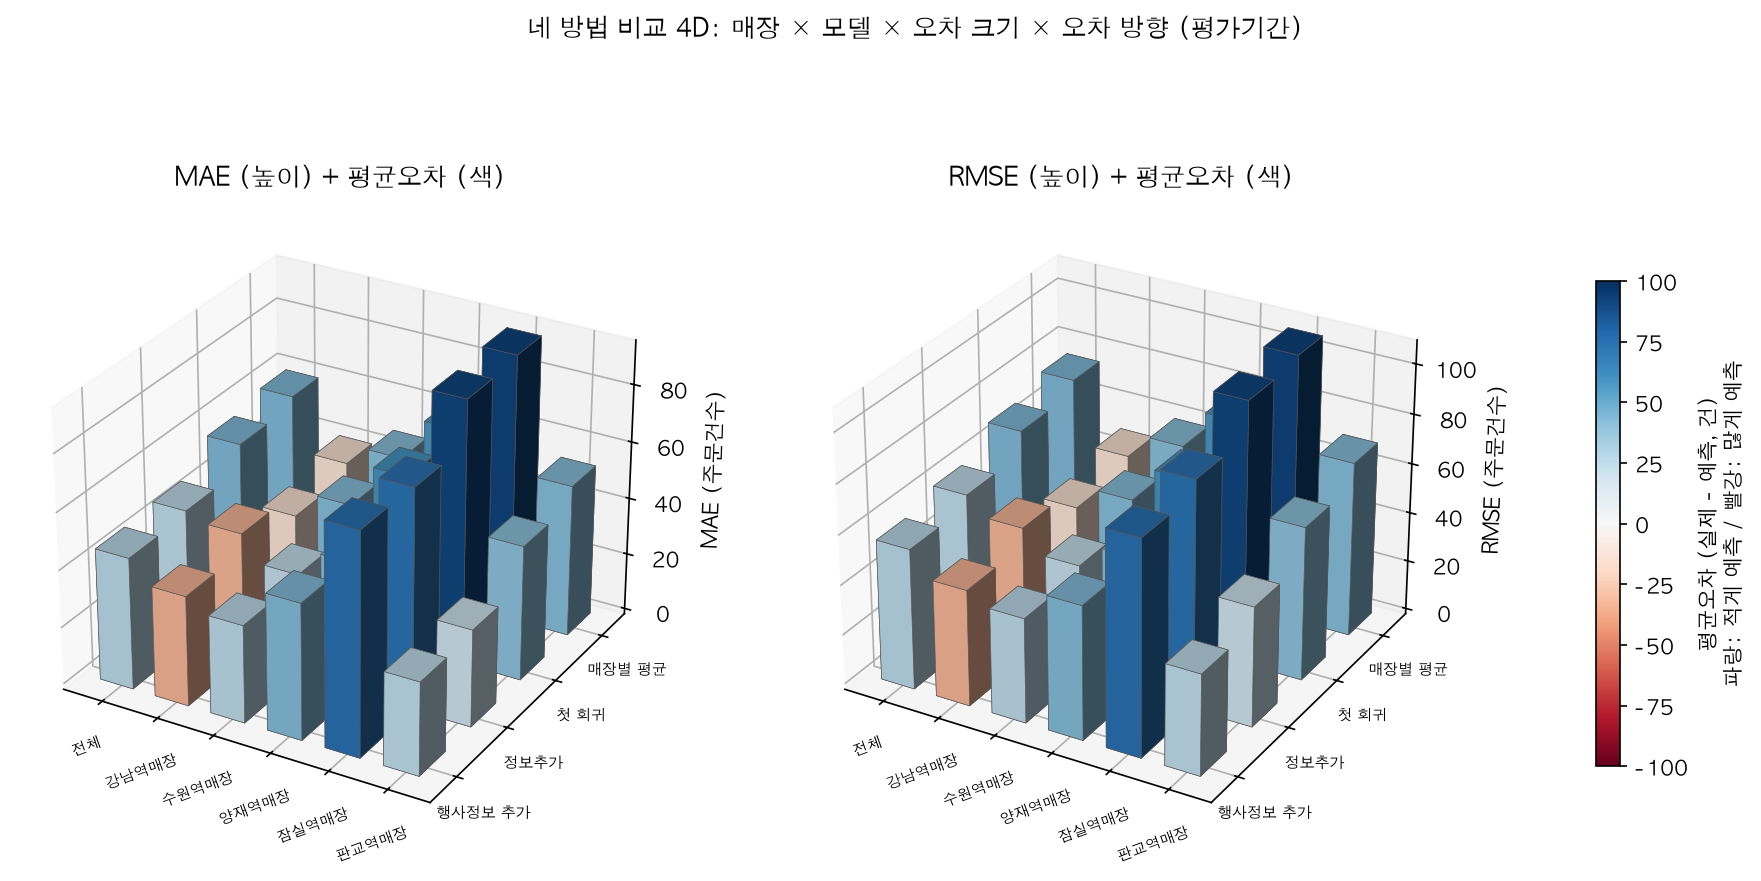 네 방법 비교 4D: 매장 × 모델 × 오차 크기 × 오차 방향 (평가기간)
MAE (높이) + 평균오차 (색)
80
60
40
20
0
MAE (주문건수)
매장별 평균
첫 회귀
정보추가
행사정보 추가
전체
강남역매장
수원역매장
양재역매장
잠실역매장
판교역매장
RMSE (높이) + 평균오차 (색)
100
80
60
40
20
0
RMSE (주문건수)
매장별 평균
첫 회귀
정보추가
행사정보 추가
전체
강남역매장
수원역매장
양재역매장
잠실역매장
판교역매장
100
75
50
25
0
-25
-50
-75
-100
평균오차 (실제 - 예측, 건)
파랑: 적게 예측 / 빨강: 많게 예측